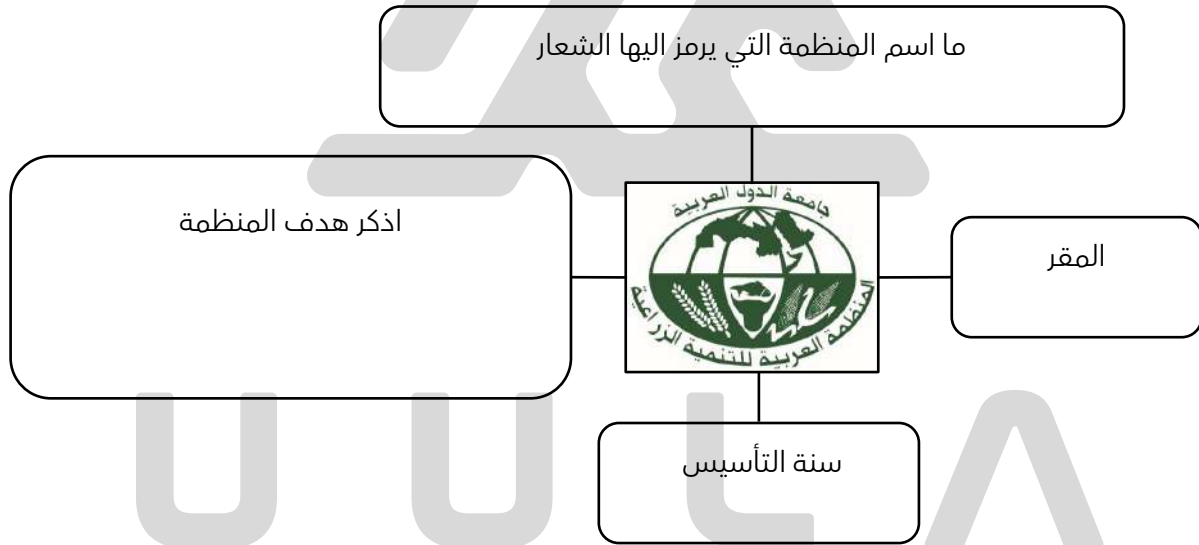 ما اسم المنظمة التي يرمز اليها الشعار
اذكر هدف المنظمة
جامعة الدول العربية
المنظمة العربية للتنمية الزراعية
المقر
سنة التأسيس
U U L A